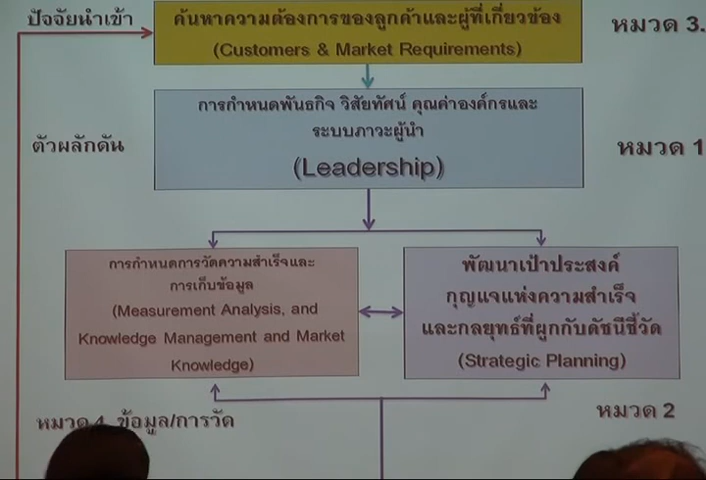 ปัจจัยนำเข้า
ค้นหาความต้องการของลูกค้าและผู้ที่เกี่ยวข้อง
(Customers & Market Requirements)
หมวด 3.
ตัวผลักดัน
การกำหนดพันธกิจ วิสัยทัศน์ คุณค่าองค์กรและ
ระบบภาวะผู้นำ
(Leadership)
หมวด 1
การกำหนดการวัดความสำเร็จและ
การเก็บข้อมูล
(Measurement Analysis, and
Knowledge Management and Market
Knowledge)
พัฒนาเป้าประสงค์
กุญแจแห่งความสำเร็จ
และกลยุทธ์ที่ผูกกับดัชนีชี้วัด
(Strategic Planning)
หมวด 4 ข้อมูล/การวัด
หมวด 2